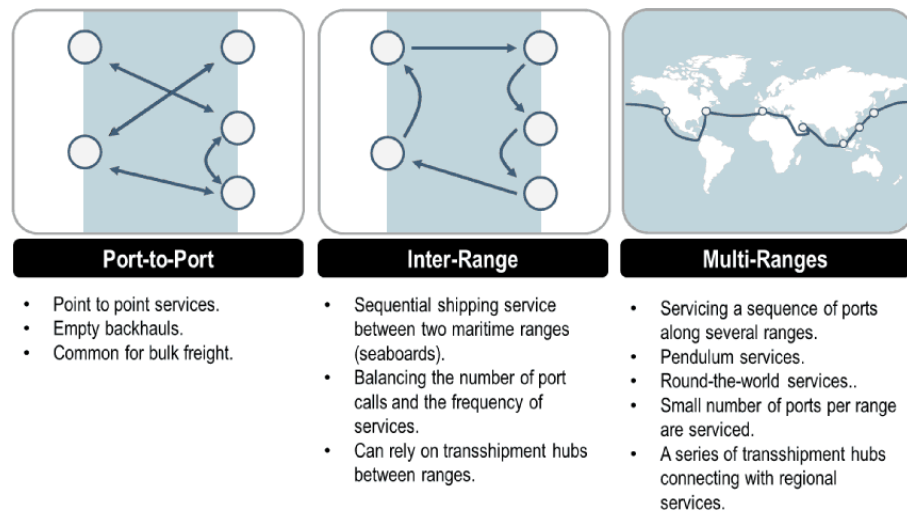 Port-to-Port
• Point to point services.
• Empty backhauls.
• Common for bulk freight.
Inter-Range
• Sequential shipping service
between two maritime ranges
(seaboards).
• Balancing the number of port
calls and the frequency of
services.
• Can rely on transshipment hubs
between ranges.
Multi-Ranges
• Servicing a sequence of ports
along several ranges.
• Pendulum services.
• Round-the-world services..
• Small number of ports per range
are serviced.
• A series of transshipment hubs
connecting with regional
services.